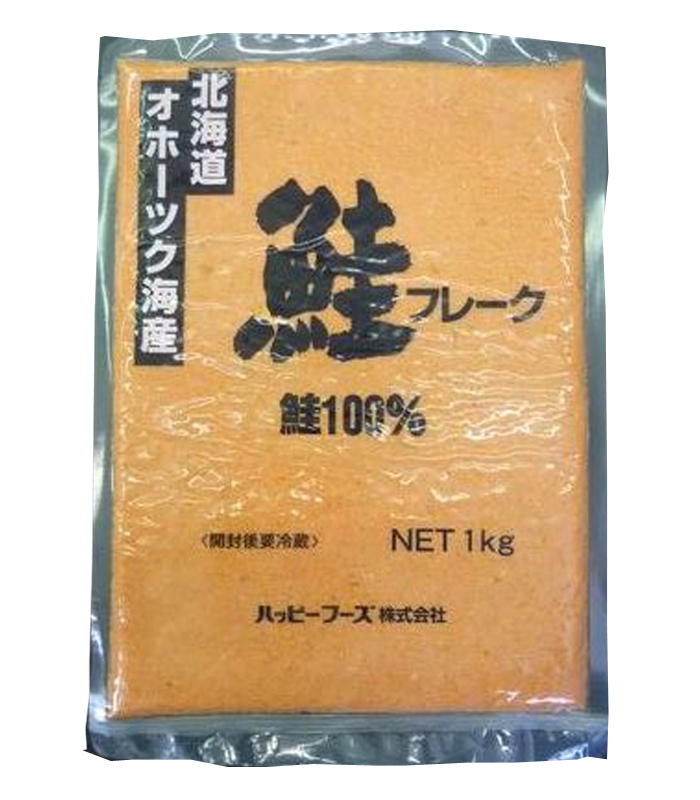 北海道
オホーツク海産
鮭フレーク
鮭100%
〈開封後要冷蔵〉
NET 1kg
ハッピーフーズ株式会社